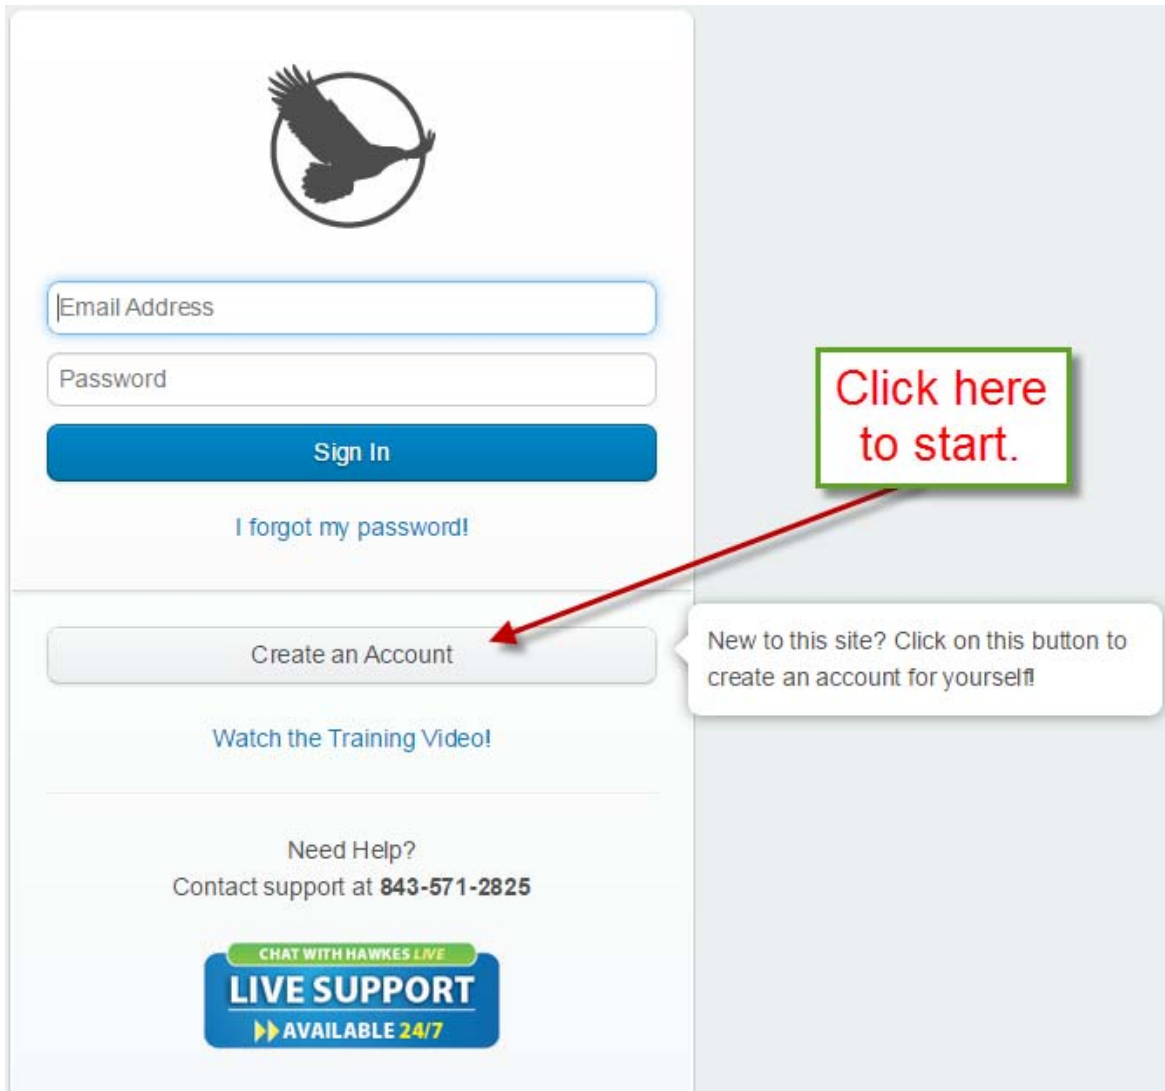 Email Address
Password
Sign In
I forgot my password!
Click here
to start.
Create an Account
New to this site? Click on this button to
create an account for yourself!
Watch the Training Video!
Need Help?
Contact support at 843-571-2825
CHAT WITH HAWKES LIVE
LIVE SUPPORT
AVAILABLE 24/7